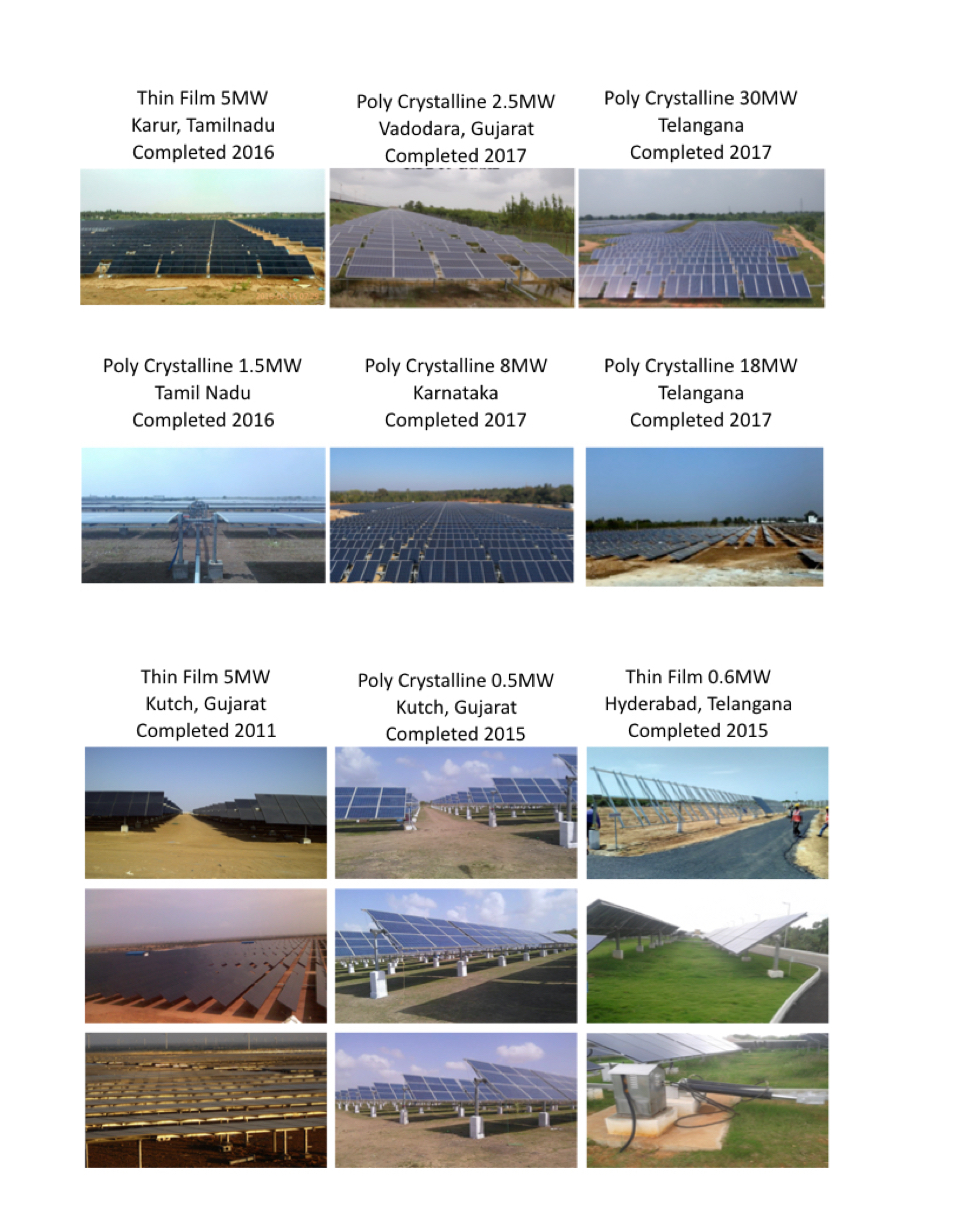 Thin Film 5MW
Karur, Tamilnadu
Completed 2016
Poly Crystalline 2.5MW
Vadodara, Gujarat
Completed 2017
Poly Crystalline 30MW
Telangana
Completed 2017
Poly Crystalline 1.5MW
Tamil Nadu
Completed 2016
Poly Crystalline 8MW
Karnataka
Completed 2017
Poly Crystalline 18MW
Telangana
Completed 2017
Thin Film 5MW
Kutch, Gujarat
Completed 2011
Poly Crystalline 0.5MW
Kutch, Gujarat
Completed 2015
Thin Film 0.6MW
Hyderabad, Telangana
Completed 2015